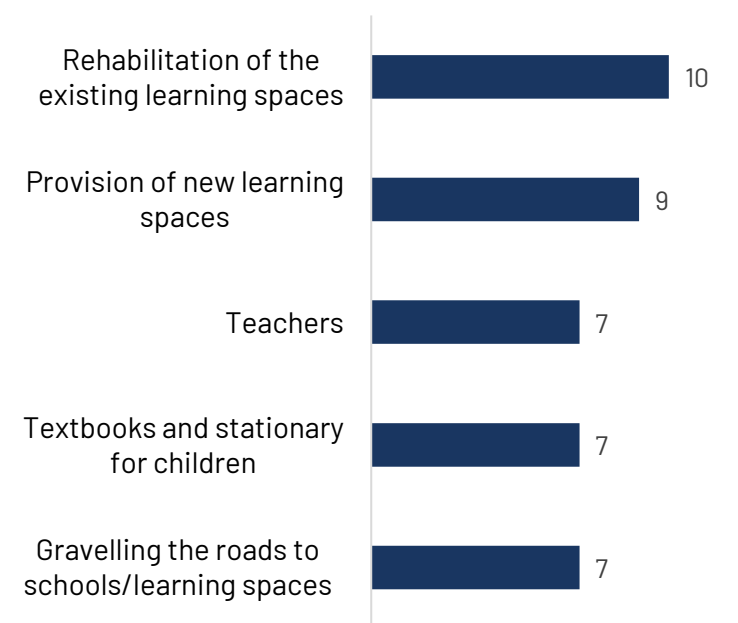 Rehabilitation of the
existing learning spaces
10
Provision of new learning
spaces
9
Teachers
7
Textbooks and stationary
for children
7
Gravelling the roads to
schools/learning spaces
7